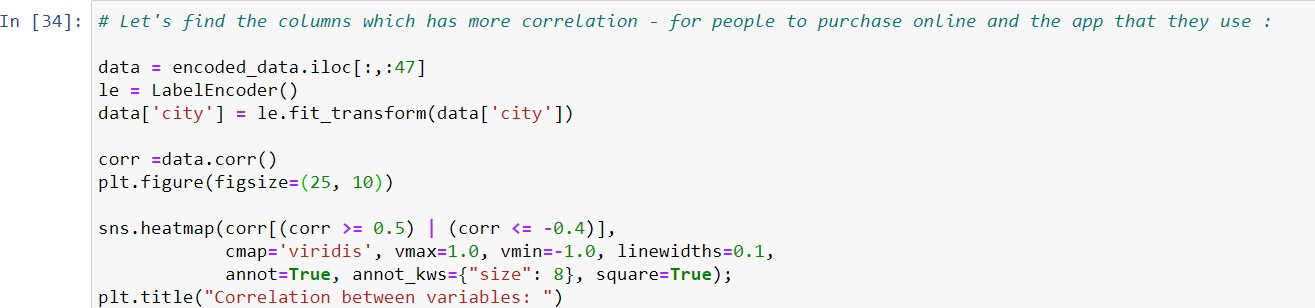 In [34]: # Let's find the columns which has more correlation - for people to purchase online and the app that they use :
data = encoded_data.iloc[:,:47]
le = LabelEncoder()
data['city'] = le.fit_transform(data['city'])
corr =data.corr()
plt.figure(figsize=(25, 10))
sns.heatmap(corr[(corr >= 0.5) | (corr <= -0.4)],
cmap='viridis', vmax=1.0, vmin=-1.0, linewidths=0.1,
annot=True, annot_kws={"size": 8}, square=True);
plt.title("Correlation between variables: ")